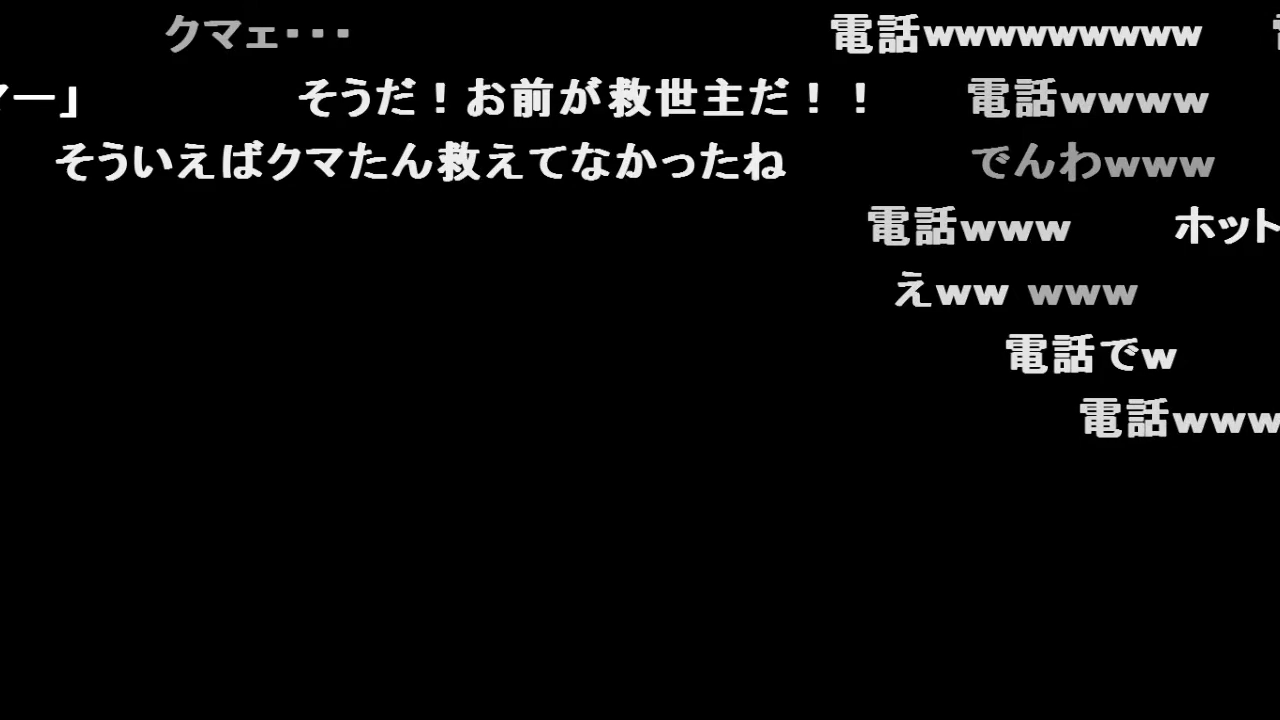 クマェ・・・ 電話wwwwwwwww
ー」 そうだ！お前が救世主だ！！ 電話wwww
そういえばクマたん救えてなかったね でんわwww
電話www ホット
えww www
電話でw
電話www